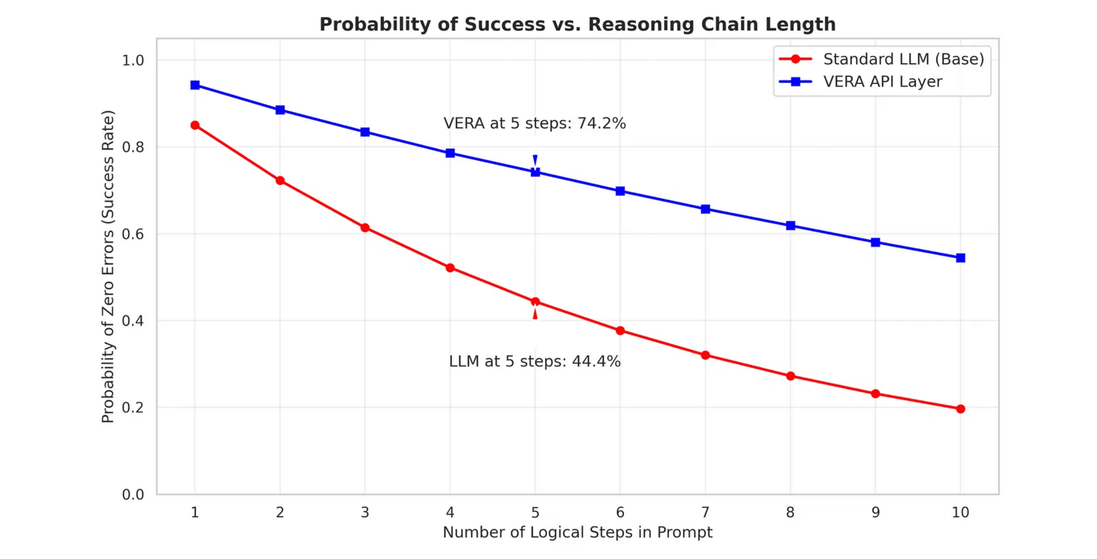 Probability of Success vs. Reasoning Chain Length
Standard LLM (Base)
VERA API Layer
VERA at 5 steps: 74.2%
LLM at 5 steps: 44.4%
Probability of Zero Errors (Success Rate)
1.0
0.8
0.6
0.4
0.2
0.0
1 2 3 4 5 6 7 8 9 10
Number of Logical Steps in Prompt